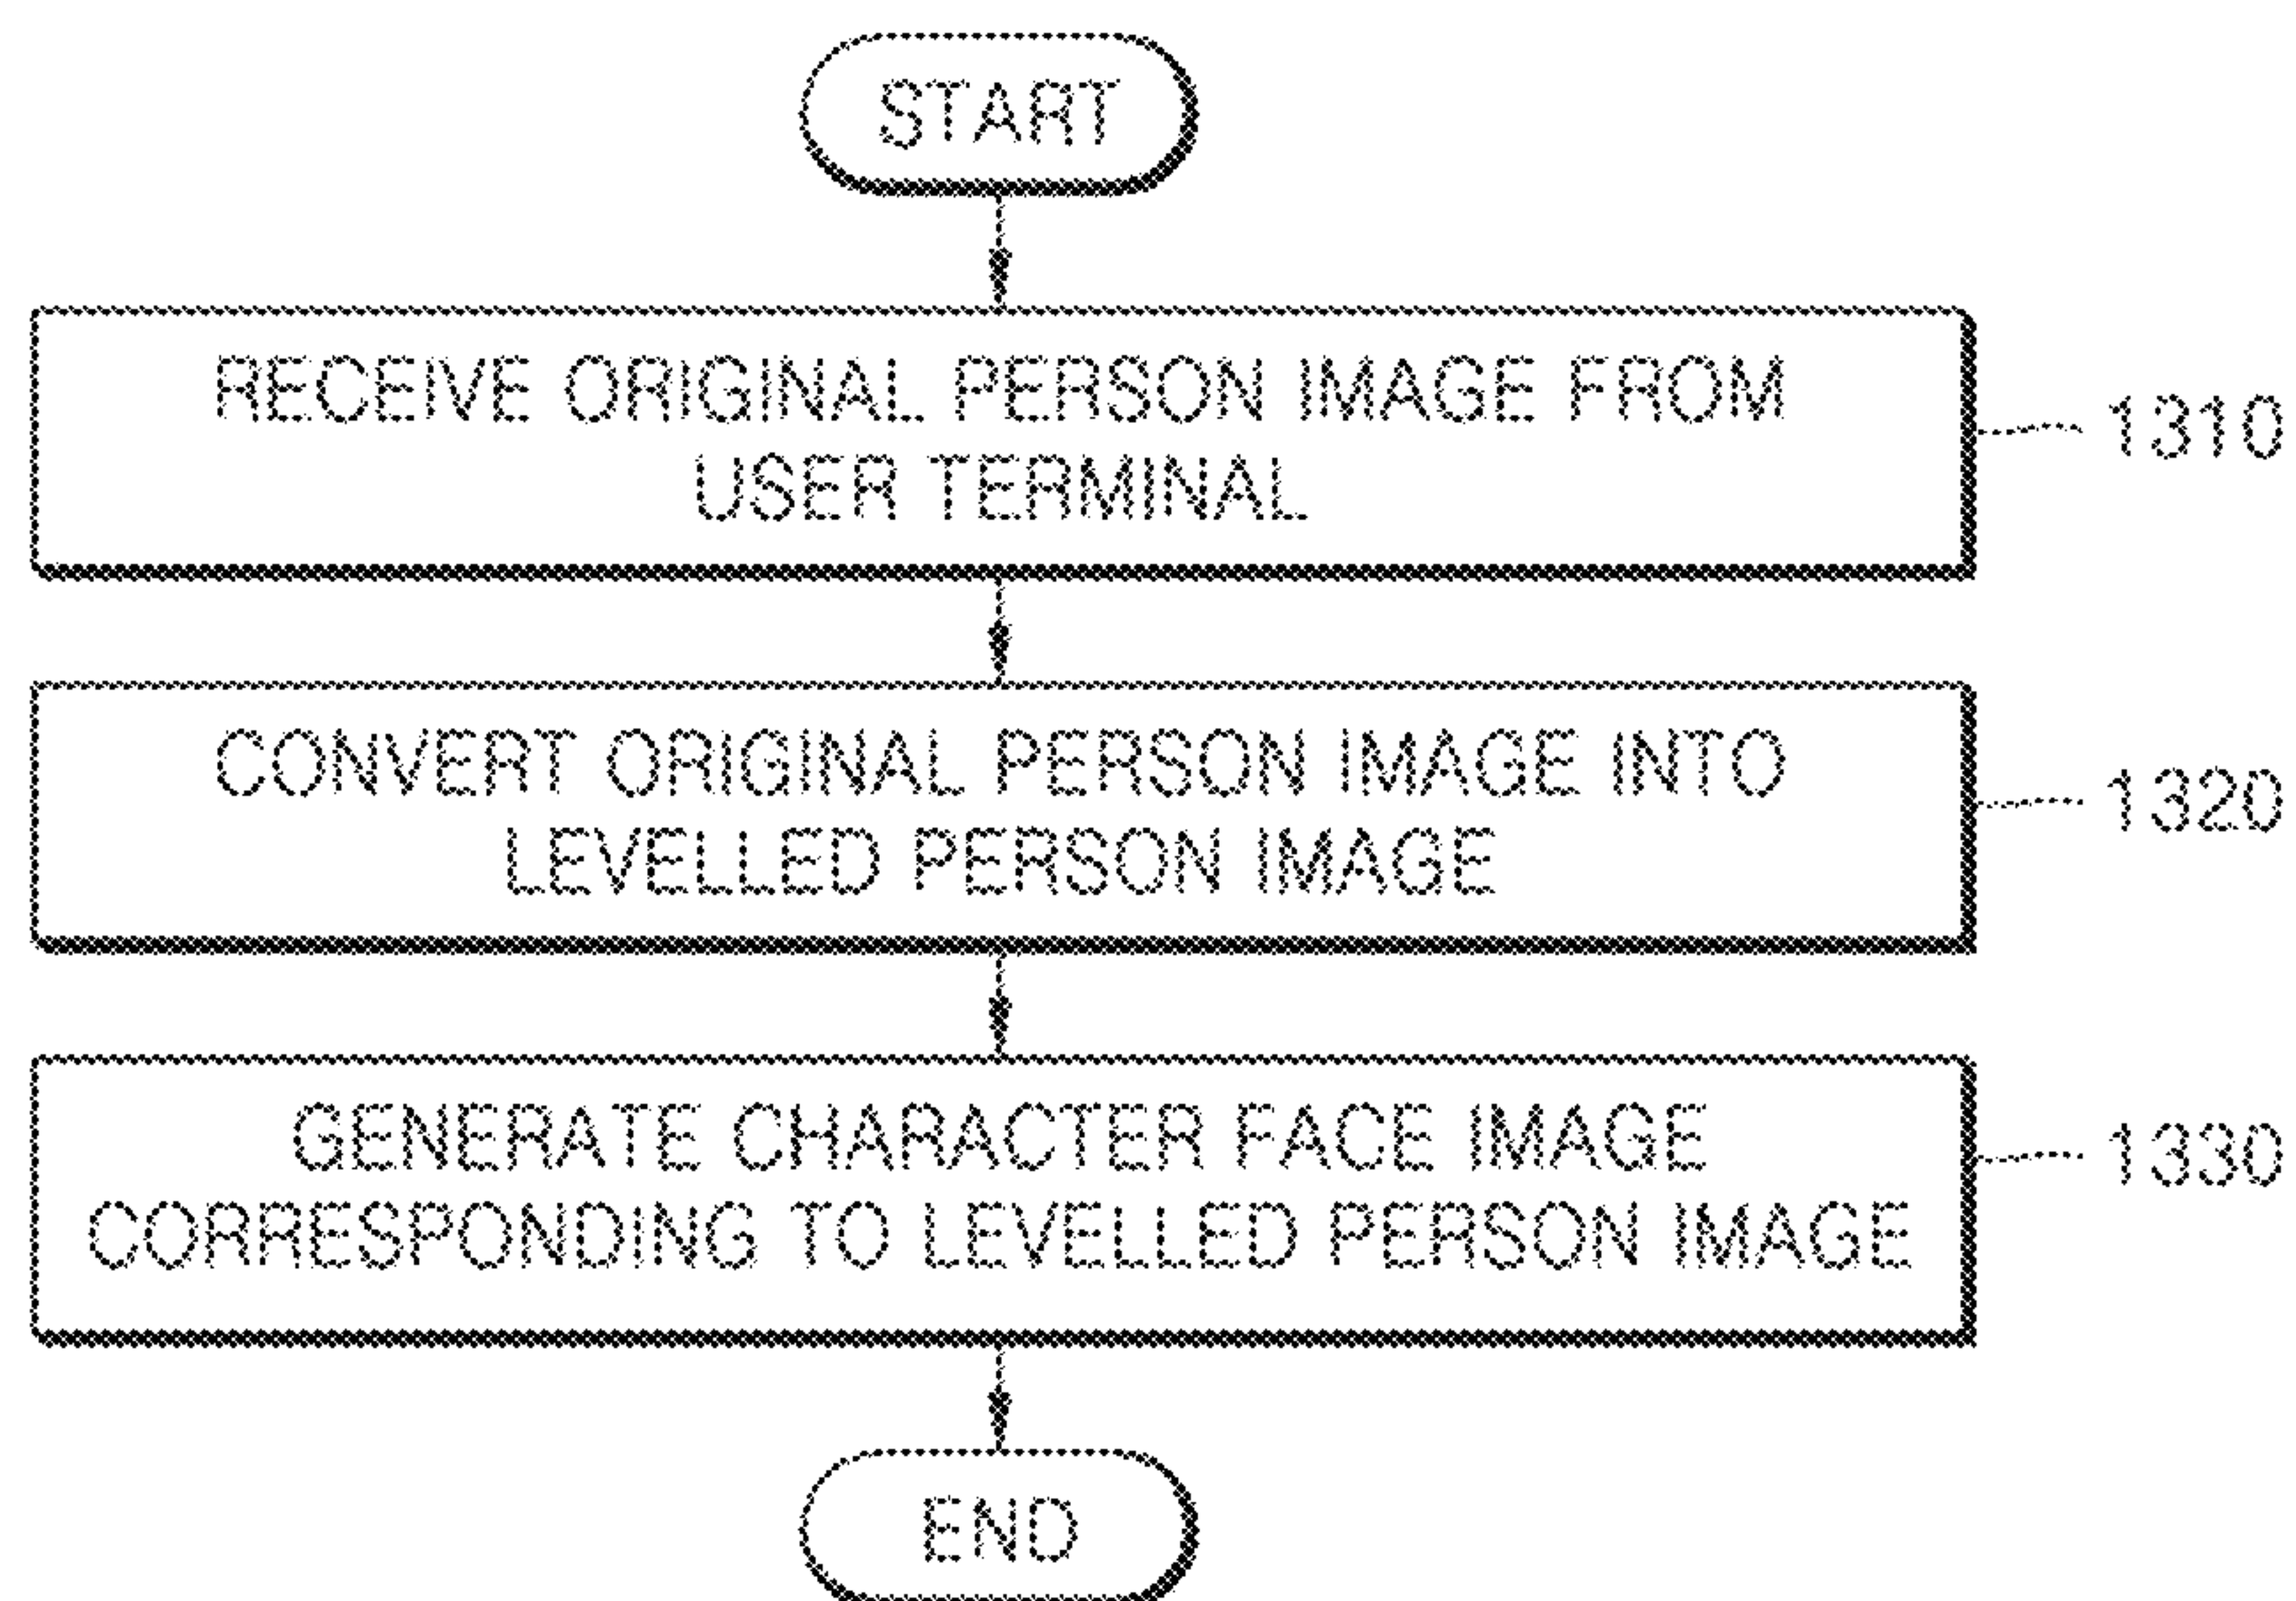 START
RECEIVE ORIGINAL PERSON IMAGE FROM
USER TERMINAL
1310
CONVERT ORIGINAL PERSON IMAGE INTO
LEVELLED PERSON IMAGE
1320
GENERATE CHARACTER FACE IMAGE
CORRESPONDING TO LEVELLED PERSON IMAGE
1330
END